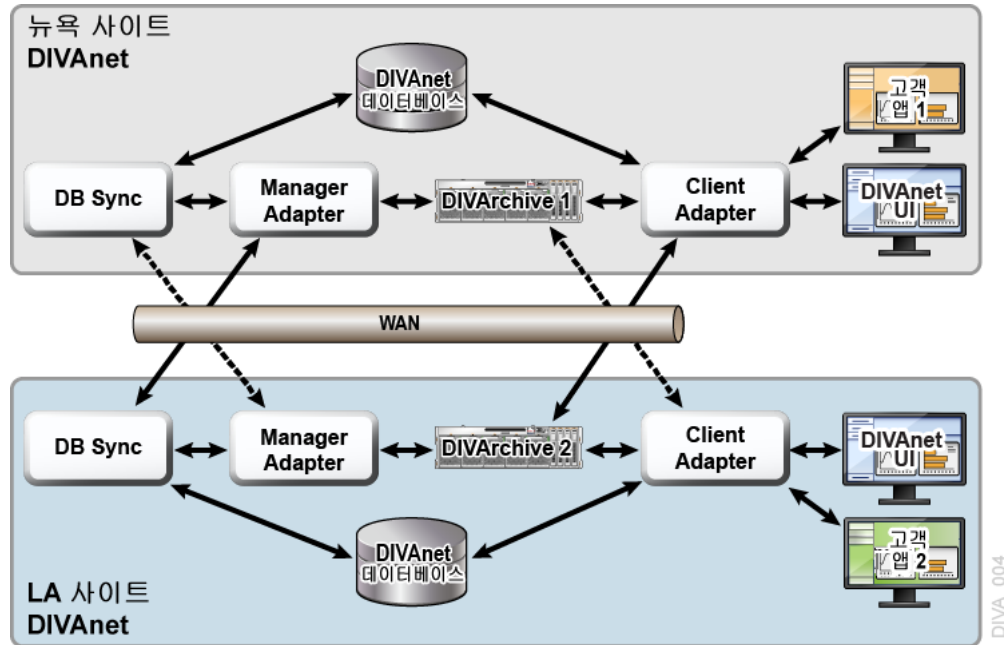 뉴욕 사이트
DIVAnet
DIVAnet
데이터베이스
고객
앱 1
DB Sync
Manager
Adapter
DIVArchive 1
Client
Adapter
DIVAnet
UI
WAN
DB Sync
Manager
Adapter
DIVArchive 2
Client
Adapter
DIVAnet
UI
DIVAnet
데이터베이스
고객
앱 2
LA 사이트
DIVAnet
DIVA_004